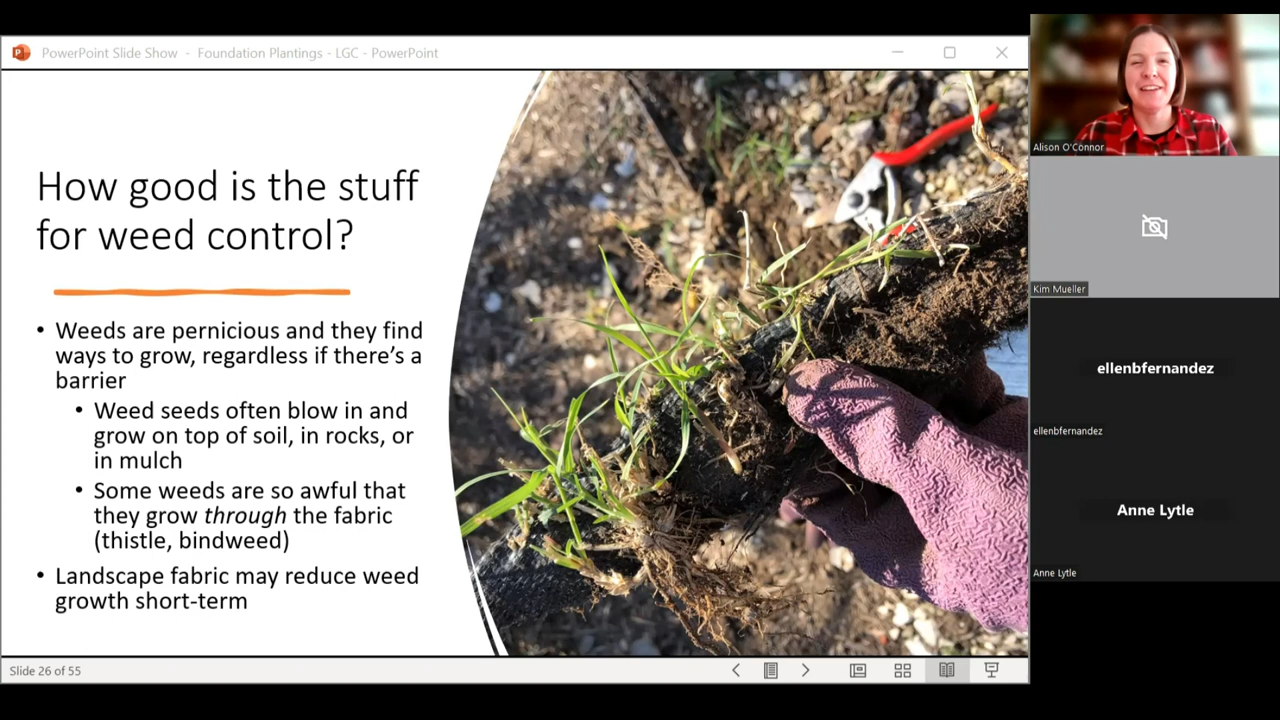 PowerPoint Slide Show - Foundation Plantings - LGC - PowerPoint
How good is the stuff
for weed control?
• Weeds are pernicious and they find
ways to grow, regardless if there's a
barrier
• Weed seeds often blow in and
grow on top of soil, in rocks, or
in mulch
• Some weeds are so awful that
they grow through the fabric
(thistle, bindweed)
• Landscape fabric may reduce weed
growth short-term
Slide 26 of 55
Alison O'Connor
Kim Mueller
ellenbfernandez
ellenbfernandez
Anne Lytle
Anne Lytle